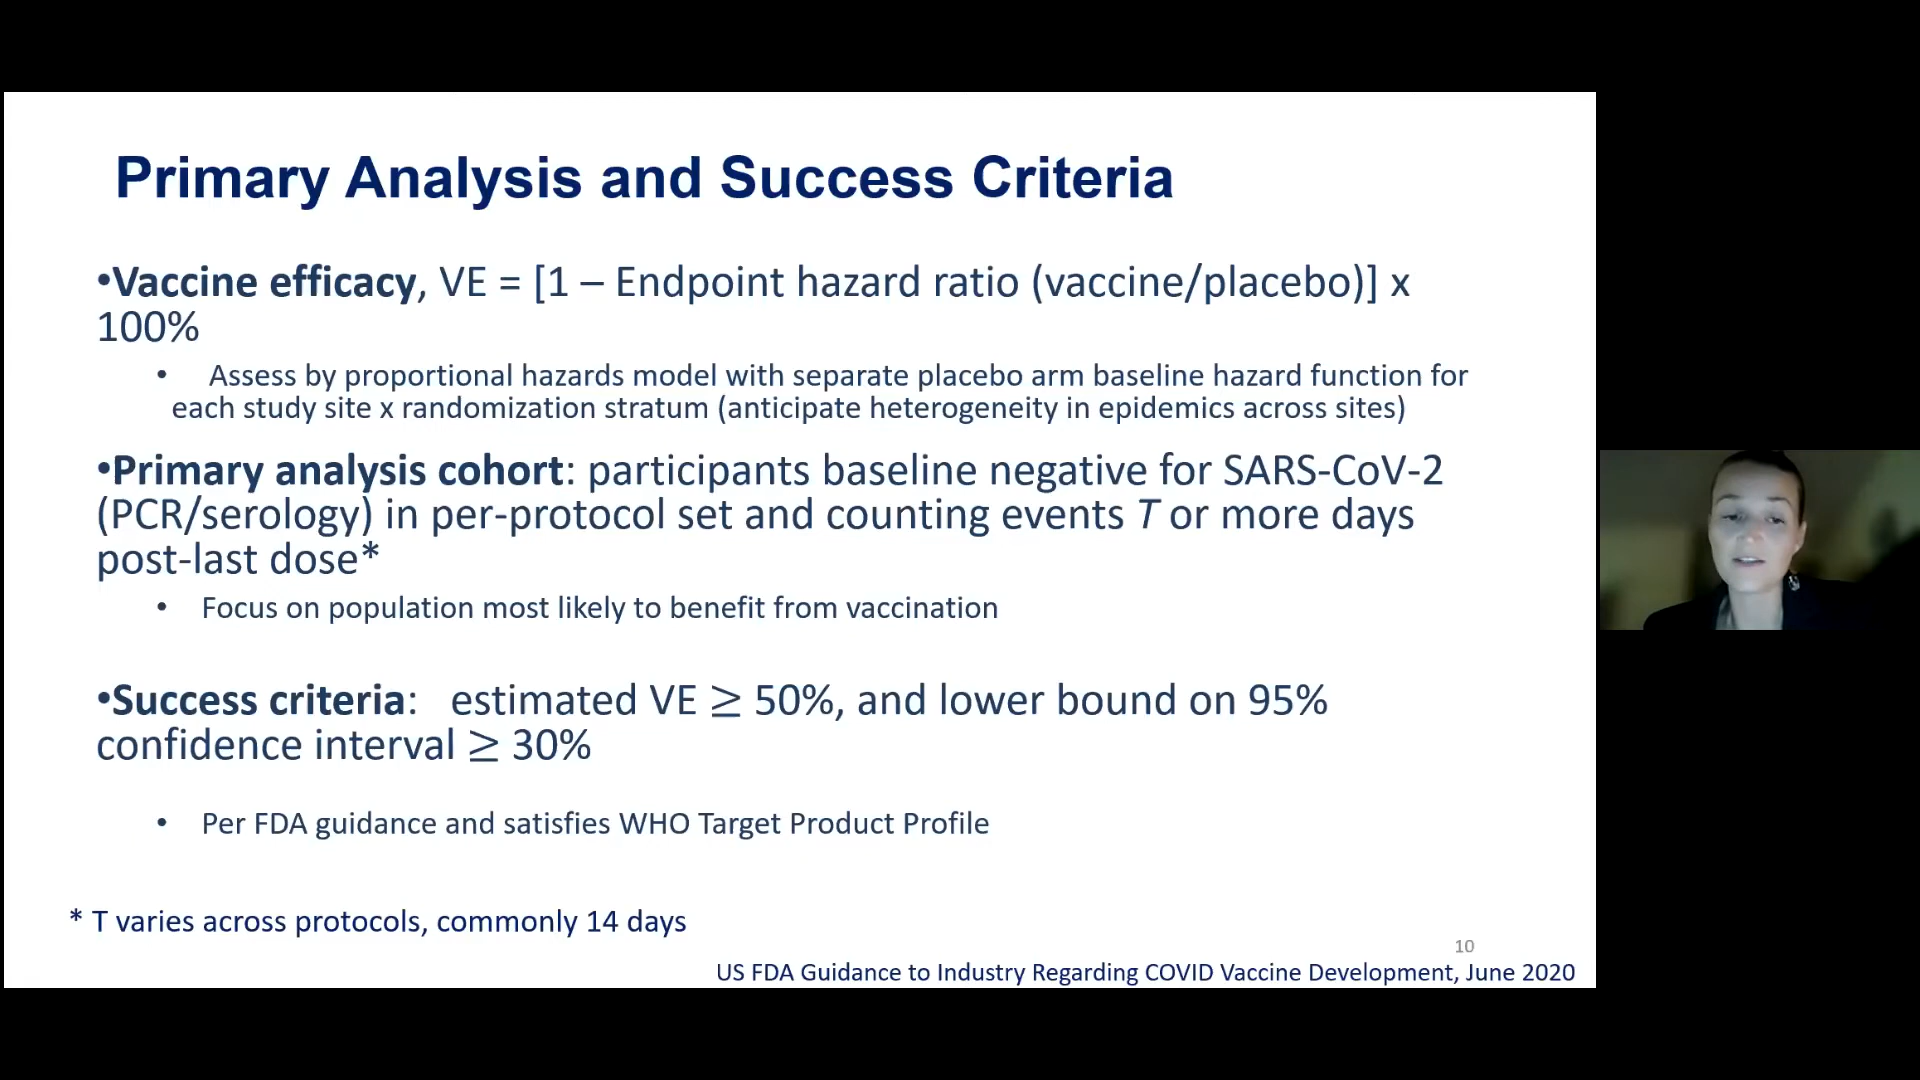 Primary Analysis and Success Criteria
•Vaccine efficacy, VE = [1 – Endpoint hazard ratio (vaccine/placebo)] x
100%
• Assess by proportional hazards model with separate placebo arm baseline hazard function for
each study site x randomization stratum (anticipate heterogeneity in epidemics across sites)
•Primary analysis cohort: participants baseline negative for SARS-CoV-2
(PCR/serology) in per-protocol set and counting events T or more days
post-last dose*
• Focus on population most likely to benefit from vaccination
•Success criteria: estimated VE ≥ 50%, and lower bound on 95%
confidence interval ≥ 30%
• Per FDA guidance and satisfies WHO Target Product Profile
* T varies across protocols, commonly 14 days
10
US FDA Guidance to Industry Regarding COVID Vaccine Development, June 2020